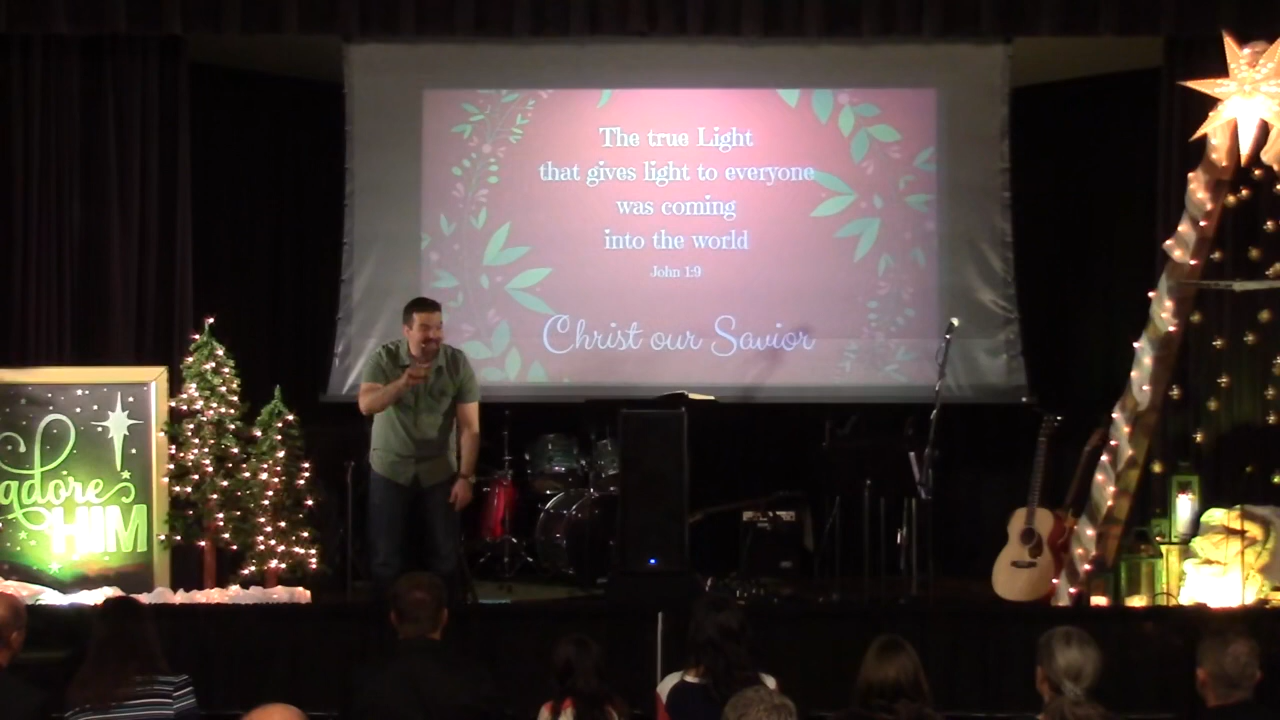 The true Light
that gives light to everyone
was coming
into the world
John 1:9
Christ our Savior
adore
HIM